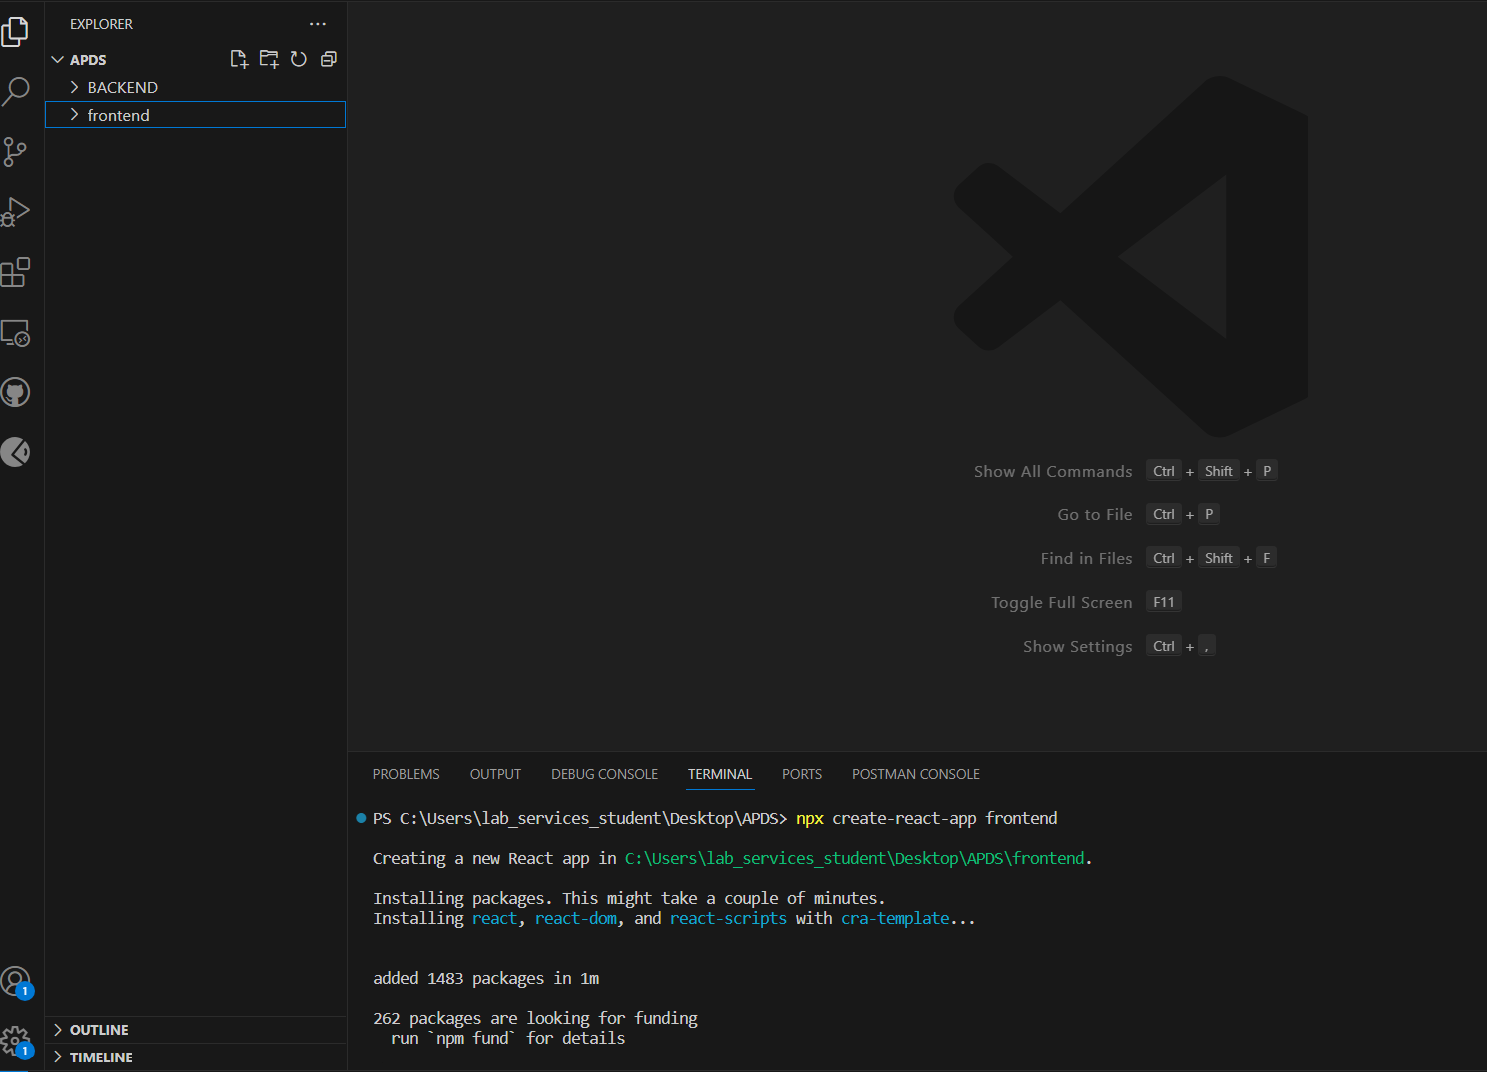 EXPLORER
APDS
BACKEND
frontend
Show All Commands Ctrl + Shift + P
Go to File Ctrl + P
Find in Files Ctrl + Shift + F
Toggle Full Screen F11
Show Settings Ctrl + ,
PROBLEMS OUTPUT DEBUG CONSOLE TERMINAL PORTS POSTMAN CONSOLE
PS C:\Users\lab_services_student\Desktop\APDS> npx create-react-app frontend
Creating a new React app in C:\Users\lab_services_student\Desktop\APDS\frontend.
Installing packages. This might take a couple of minutes.
Installing react, react-dom, and react-scripts with cra-template...
added 1483 packages in 1m
262 packages are looking for funding
run `npm fund` for details
1
1
OUTLINE
TIMELINE